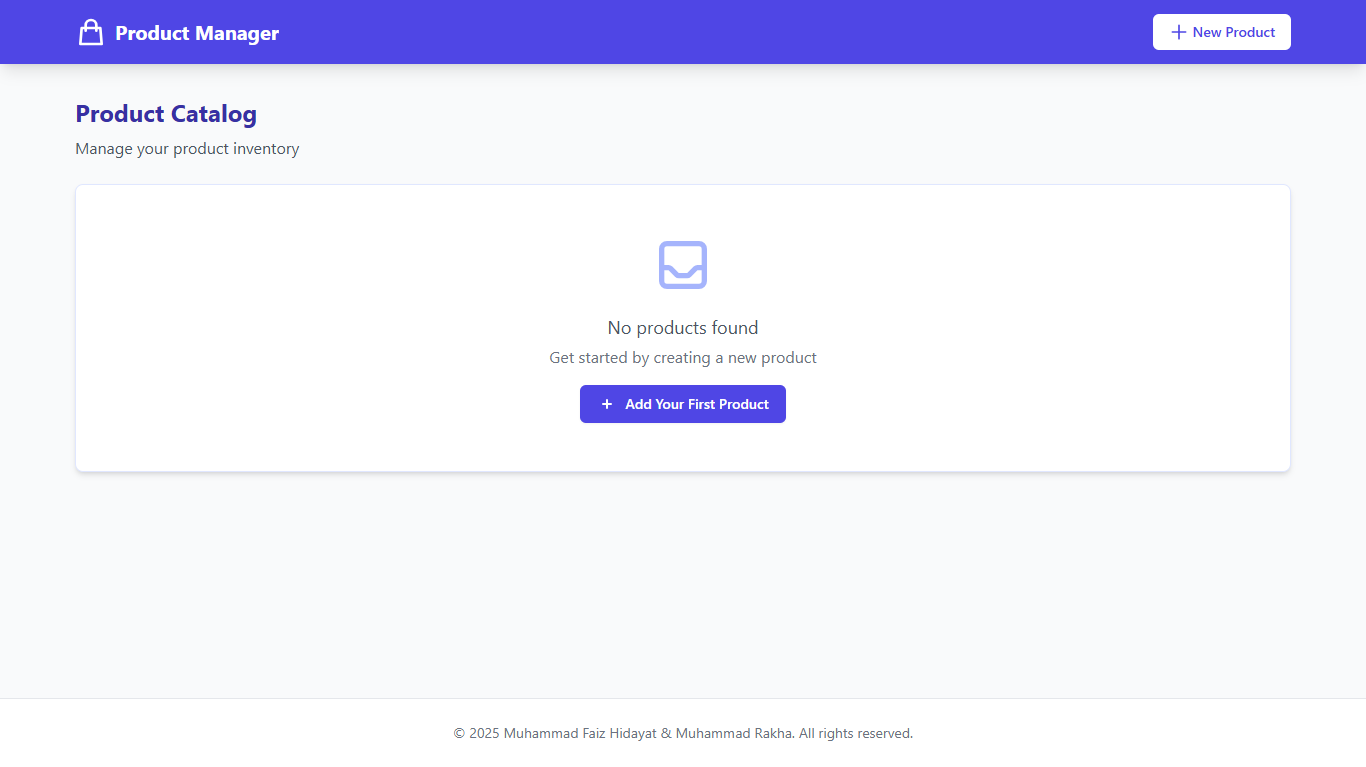 Product Manager
New Product
Product Catalog
Manage your product inventory
No products found
Get started by creating a new product
+ Add Your First Product
© 2025 Muhammad Faiz Hidayat & Muhammad Rakha. All rights reserved.